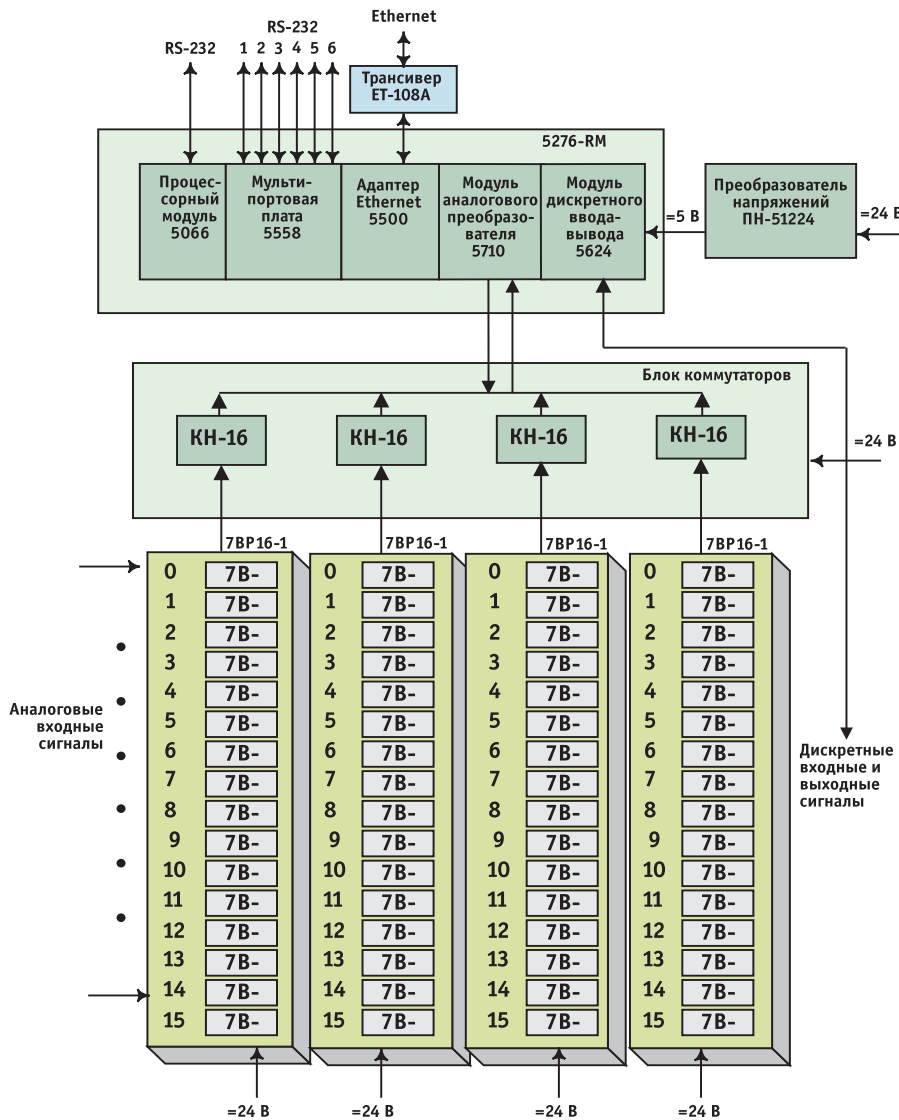 Ethernet
RS-232
RS-232 1 2 3 4 5 6
Трансивер
ET-108A
5276-RM
Процес-
сорный
модуль
5066
Мульти-
портовая
плата
5558
Адаптер
Ethernet
5500
Модуль
аналогового
преобразо-
вателя
5710
Модуль
дискретного
ввода-
вывода
5624
=5 В
Преобразователь
напряжений
ПН-51224
=24 В
Блок коммутаторов
КН-16 КН-16 КН-16 КН-16
=24 В
7BP16-1 7BP16-1 7BP16-1 7BP16-1
0 7B- 0 7B- 0 7B- 0 7B-
1 7B- 1 7B- 1 7B- 1 7B-
2 7B- 2 7B- 2 7B- 2 7B-
3 7B- 3 7B- 3 7B- 3 7B-
4 7B- 4 7B- 4 7B- 4 7B-
5 7B- 5 7B- 5 7B- 5 7B-
6 7B- 6 7B- 6 7B- 6 7B-
7 7B- 7 7B- 7 7B- 7 7B-
8 7B- 8 7B- 8 7B- 8 7B-
9 7B- 9 7B- 9 7B- 9 7B-
10 7B- 10 7B- 10 7B- 10 7B-
11 7B- 11 7B- 11 7B- 11 7B-
12 7B- 12 7B- 12 7B- 12 7B-
13 7B- 13 7B- 13 7B- 13 7B-
14 7B- 14 7B- 14 7B- 14 7B-
15 7B- 15 7B- 15 7B- 15 7B-
Аналоговые
входные
сигналы
Дискретные
входные и
выходные
сигналы
=24 В =24 В =24 В =24 В